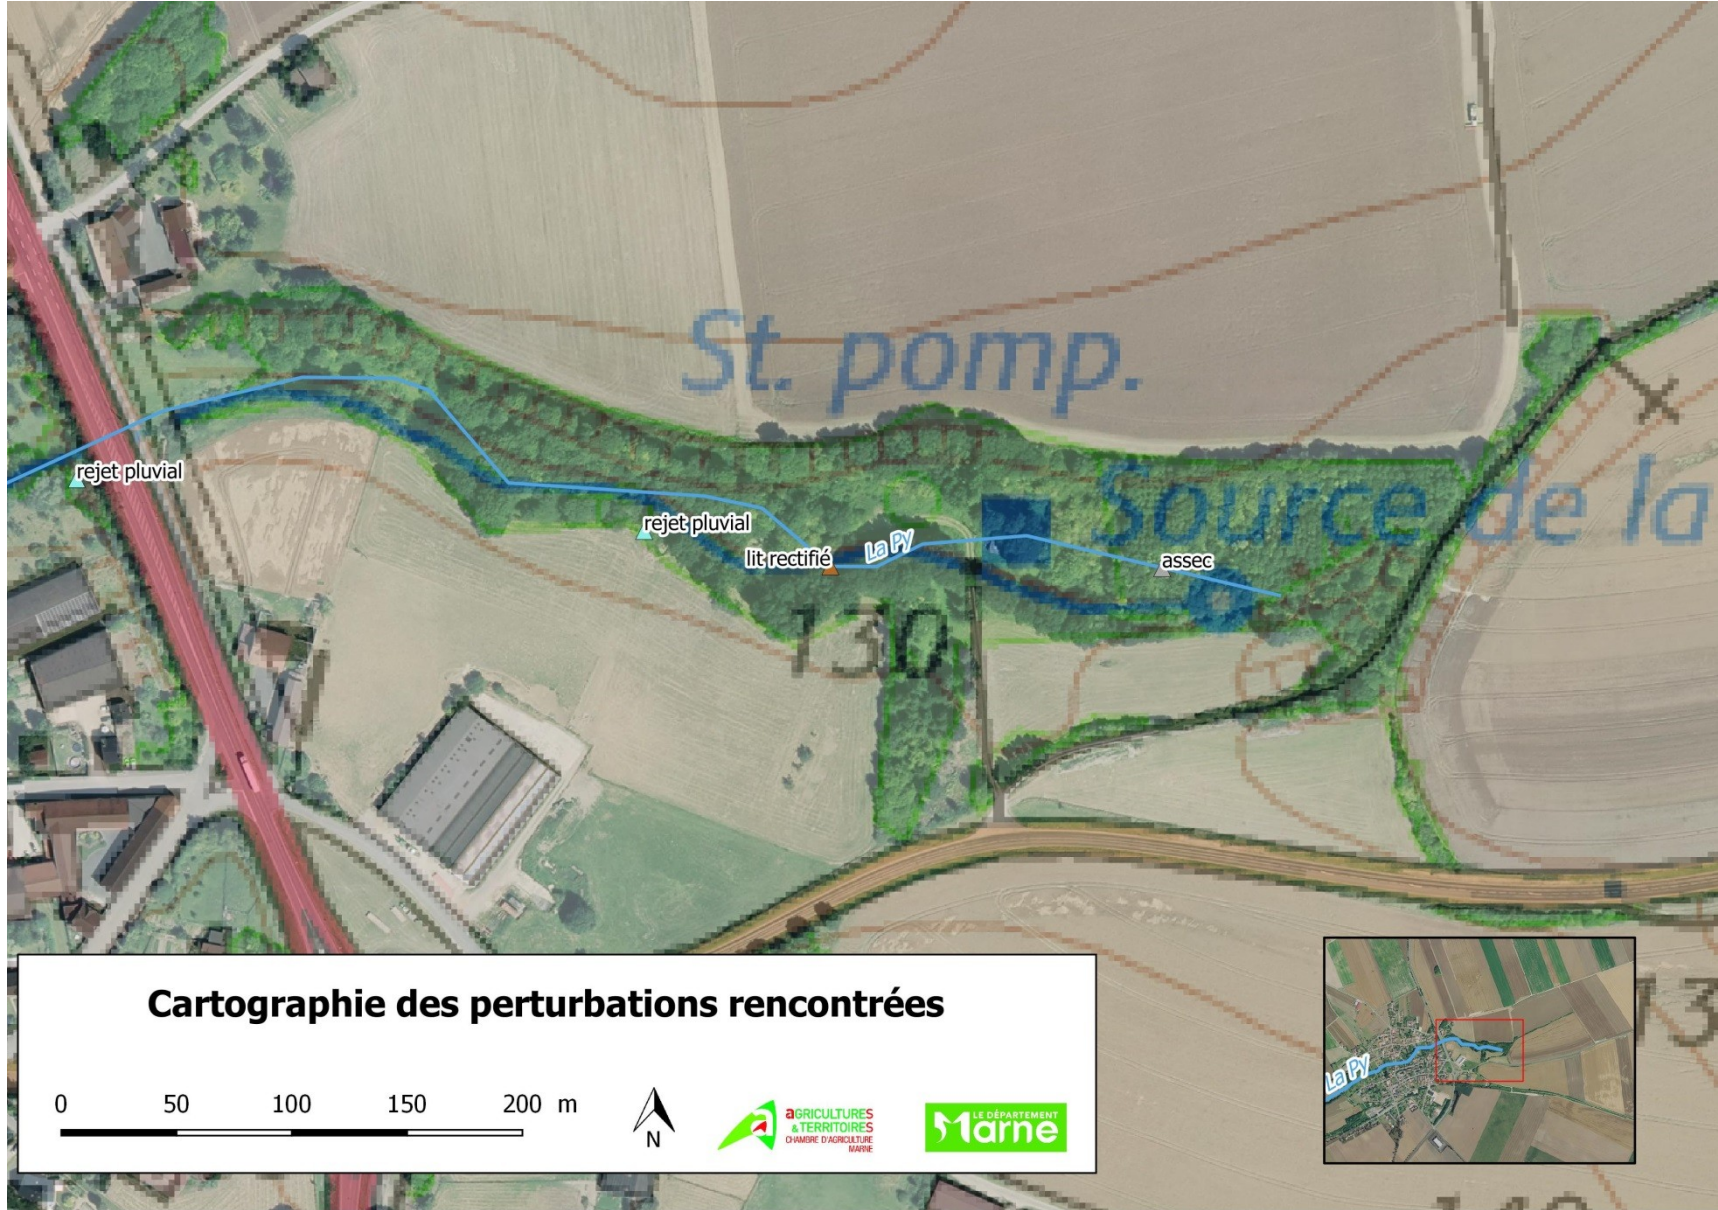 St. pomp.
Source de la
rejet pluvial
rejet pluvial
lit rectifié
La Py
assec
130
Cartographie des perturbations rencontrées
0 50 100 150 200 m
N
aGRICULTURES
& TERRITOIRES
CHAMBRE D'AGRICULTURE
MARNE
LE DÉPARTEMENT
Marne
La Py
13